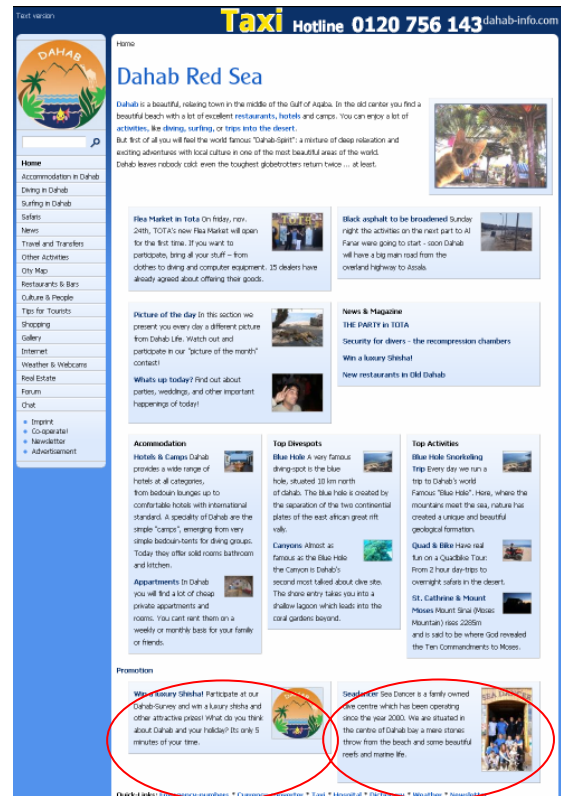 Text version
Taxi Hotline 0120 756 143
dahab-info.com
DAHAB
Home
Accommodation in Dahab
Diving in Dahab
Surfing in Dahab
Safaris
News
Travel and Transfers
Other Activities
City Map
Restaurants & Bars
Culture & People
Tips for Tourists
Shopping
Gallery
Internet
Weather & Webcams
Real Estate
Forum
Chat
Imprint
Co-operate!
Newsletter
Advertisement
Home
Dahab Red Sea
Dahab is a beautiful, relaxing town in the middle of the Gulf of Aqaba. In the old center you find a
beautiful beach with a lot of excellent restaurants, hotels and camps. You can enjoy a lot of
activities, like diving, surfing, or trips into the desert.
But first of all you will feel the world famous "Dahab-Spirit": a mixture of deep relaxation and
exciting adventures with local culture in one of the most beautiful areas of the world.
Dahab leaves nobody cold: even the toughest globetrotters return twice ... at least.
Flea Market in Tota On friday, nov.
24th, TOTA's new Flea Market will open
for the first time. If you want to
participate, bring all your stuff – from
clothes to diving and computer equipment. 15 dealers have
already agreed about offering their goods.
TOTA
Black asphalt to be broadened Sunday
night the activities on the next part to Al
Fanar were going to start - soon Dahab
will have a big main road from the
overland highway to Assala.
Picture of the day In this section we
present you every day a different picture
from Dahab Life. Watch out and
participate in our "picture of the month"
contest!
Whats up today? Find out about
parties, weddings, and other important
happenings of today!
News & Magazine
THE PARTY in TOTA
Security for divers - the recompression chambers
Win a luxury Shisha!
New restaurants in Old Dahab
Acommodation
Hotels & Camps Dahab
provides a wide range of
hotels at all categories,
from bedouin lounges up to
comfortable hotels with international
standard. A speciality of Dahab are the
simple "camps", emerging from very
simple bedouin-tents for diving groups.
Today they offer solid rooms bathroom
and kitchen.
Appartments In Dahab
you will find a lot of cheap
private appartments and
rooms. You cant rent them on a
weekly or monthly basis for your family
or friends.
Top Divespots
Blue Hole A very famous
diving-spot is the blue
hole, situated 10 km north
of dahab. The blue hole is created by
the separation of the two continental
plates of the east african great rift
vally.
Canyons Almost as
famous as the Blue Hole
the Canyon is Dahab's
second most talked about dive site.
The shore entry takes you into a
shallow lagoon which leads into the
coral gardens beyond.
Top Activities
Blue Hole Snorkeling
Trip Every day we run a
trip to Dahab's world
Famous "Blue Hole". Here, where the
mountains meet the sea, nature has
created a unique and beautiful
geological formation.
Quad & Bike Have real
fun on a Quadbike Tour:
From 2 hour day-trips to
overnight safaris in the desert.
St. Cathrine & Mount
Moses Mount Sinai (Moses
Mountain) rises 2285m
and is said to be where God revealed
the Ten Commandments to Moses.
Promotion
Win a luxury Shisha! Participate at our
Dahab-Survey and win a luxury shisha and
other attractive prizes! What do you think
about Dahab and your holiday? Its only 5
minutes of your time.
DAHAB
Seadancer Sea Dancer is a family owned
dive centre which has been operating
since the year 2000. We are situated in
the centre of Dahab bay a mere stones
throw from the beach and some beautiful
reefs and marine life.
SEA DANCER